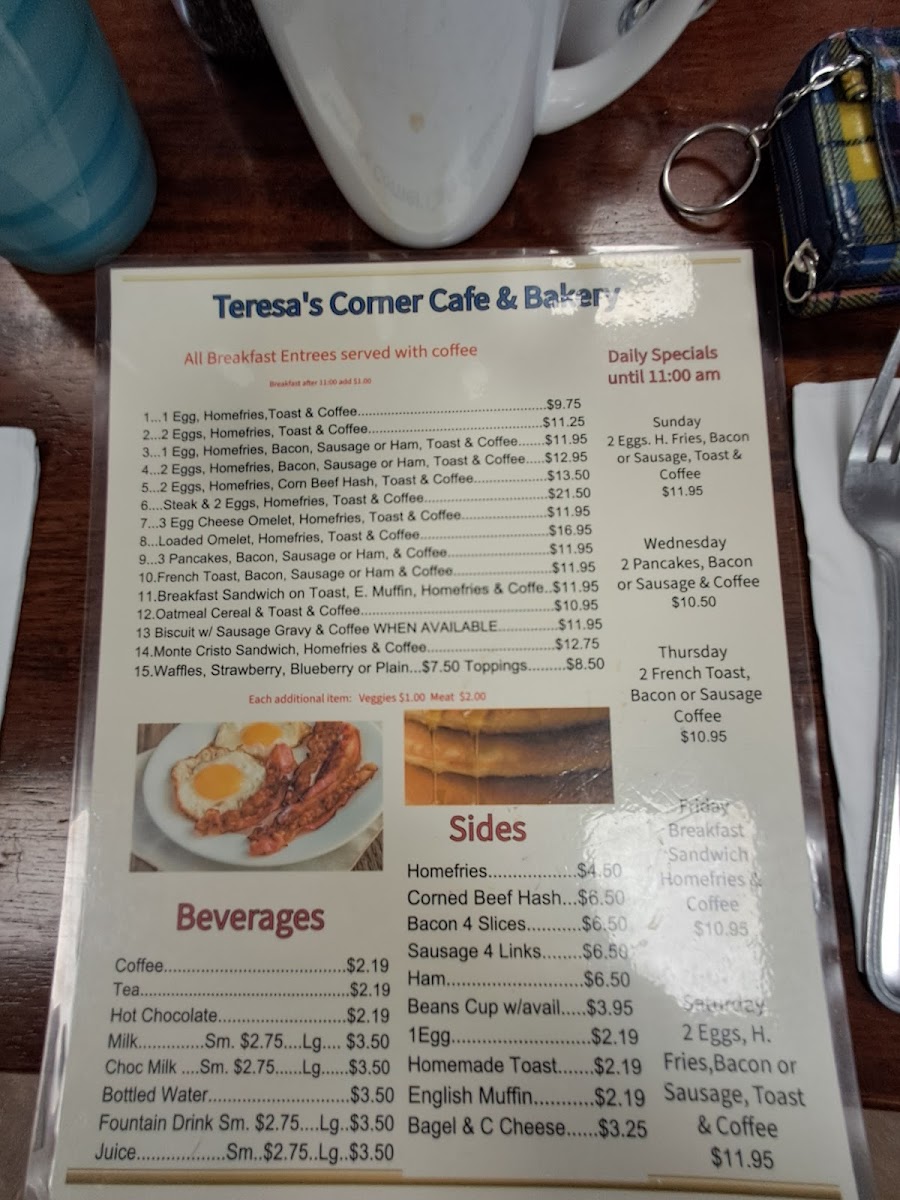 Teresa's Corner Cafe & Bakery
All Breakfast Entrees served with coffee
Breakfast after 11:00 add $1.00
1...1 Egg, Homefries,Toast & Coffee................................................$9.75
2...2 Eggs, Homefries, Toast & Coffee............................................$11.25
3...1 Egg, Homefries, Bacon, Sausage or Ham, Toast & Coffee.......$11.95
4...2 Eggs, Homefries, Bacon, Sausage or Ham, Toast & Coffee.....$12.95
5...2 Eggs, Homefries, Corn Beef Hash, Toast & Coffee...................$13.50
6....Steak & 2 Eggs, Homefries, Toast & Coffee...............................$21.50
7...3 Egg Cheese Omelet, Homefries, Toast & Coffee......................$11.95
8...Loaded Omelet, Homefries, Toast & Coffee.................................$16.95
9...3 Pancakes, Bacon, Sausage or Ham, & Coffee..........................$11.95
10.French Toast, Bacon, Sausage or Ham & Coffee.........................$11.95
11.Breakfast Sandwich on Toast, E. Muffin, Homefries & Coffe..$11.95
12.Oatmeal Cereal & Toast & Coffee.................................................$10.95
13 Biscuit w/ Sausage Gravy & Coffee WHEN AVAILABLE......................$11.95
14.Monte Cristo Sandwich, Homefries & Coffee................................$12.75
15.Waffles, Strawberry, Blueberry or Plain...$7.50 Toppings.........$8.50
Each additional item: Veggies $1.00 Meat $2.00
Daily Specials
until 11:00 am
Sunday
2 Eggs. H. Fries, Bacon
or Sausage, Toast &
Coffee
$11.95
Wednesday
2 Pancakes, Bacon
or Sausage & Coffee
$10.50
Thursday
2 French Toast,
Bacon or Sausage
Coffee
$10.95
Friday
Breakfast
Sandwich
Homefries &
Coffee
$10.95
Saturday
2 Eggs, H.
Fries,Bacon or
Sausage, Toast
& Coffee
$11.95
Beverages
Coffee...................................$2.19
Tea........................................$2.19
Hot Chocolate........................$2.19
Milk.............Sm. $2.75....Lg.... $3.50
Choc Milk ....Sm. $2.75......Lg......$3.50
Bottled Water...........................$3.50
Fountain Drink Sm. $2.75....Lg..$3.50
Juice..................Sm..$2.75..Lg..$3.50
Sides
Homefries.................$4.50
Corned Beef Hash...$6.50
Bacon 4 Slices..........$6.50
Sausage 4 Links........$6.50
Ham..............................$6.50
Beans Cup w/avail.....$3.95
1Egg............................$2.19
Homemade Toast.......$2.19
English Muffin...........$2.19
Bagel & C Cheese......$3.25